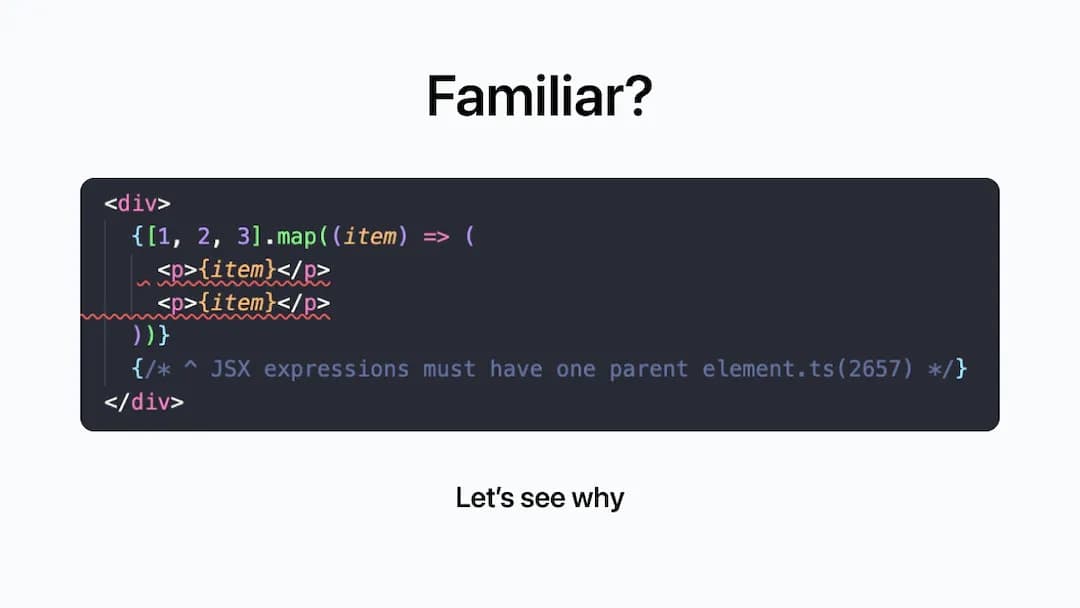 Familiar?
<div>
{[1, 2, 3].map((item) => (
<p>{item}</p>
<p>{item}</p>
))}
{/* ^ JSX expressions must have one parent element.ts(2657) */}
</div>
Let’s see why